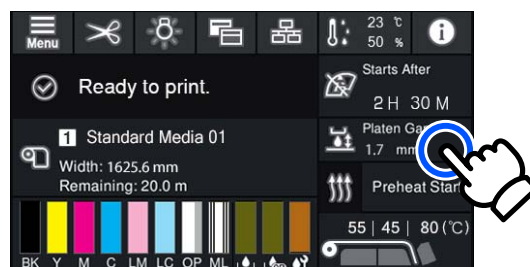 Menu
23 ℃
50 %
i
Ready to print.
Starts After
2 H 30 M
1 Standard Media 01
Width: 1625.6 mm
Remaining: 20.0 m
Platen
1.7 mm
Preheat Star
55 | 45 | 80 (℃)
BK Y M C LM LC OP ML